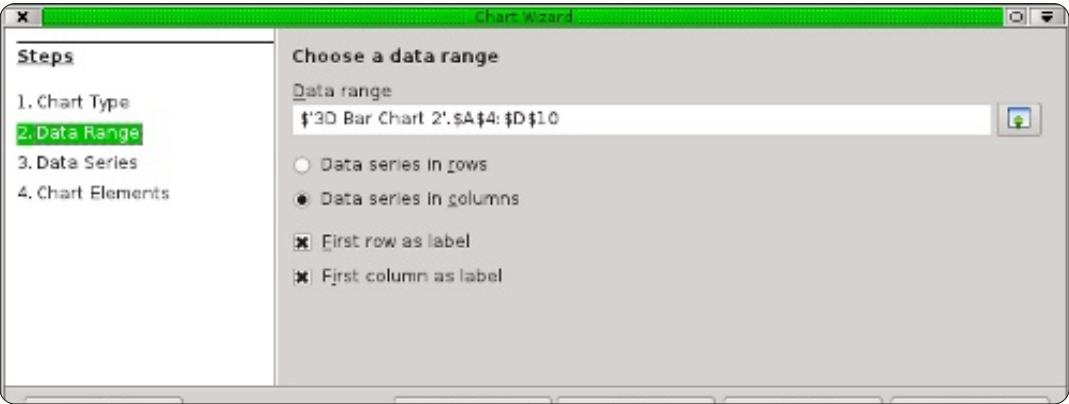 Chart Wizard
Steps
1. Chart Type
2. Data Range
3. Data Series
4. Chart Elements
Choose a data range
Data range
$'3D Bar Chart 2'.$A$4:$D$10
Data series in rows
Data series in columns
First row as label
First column as label